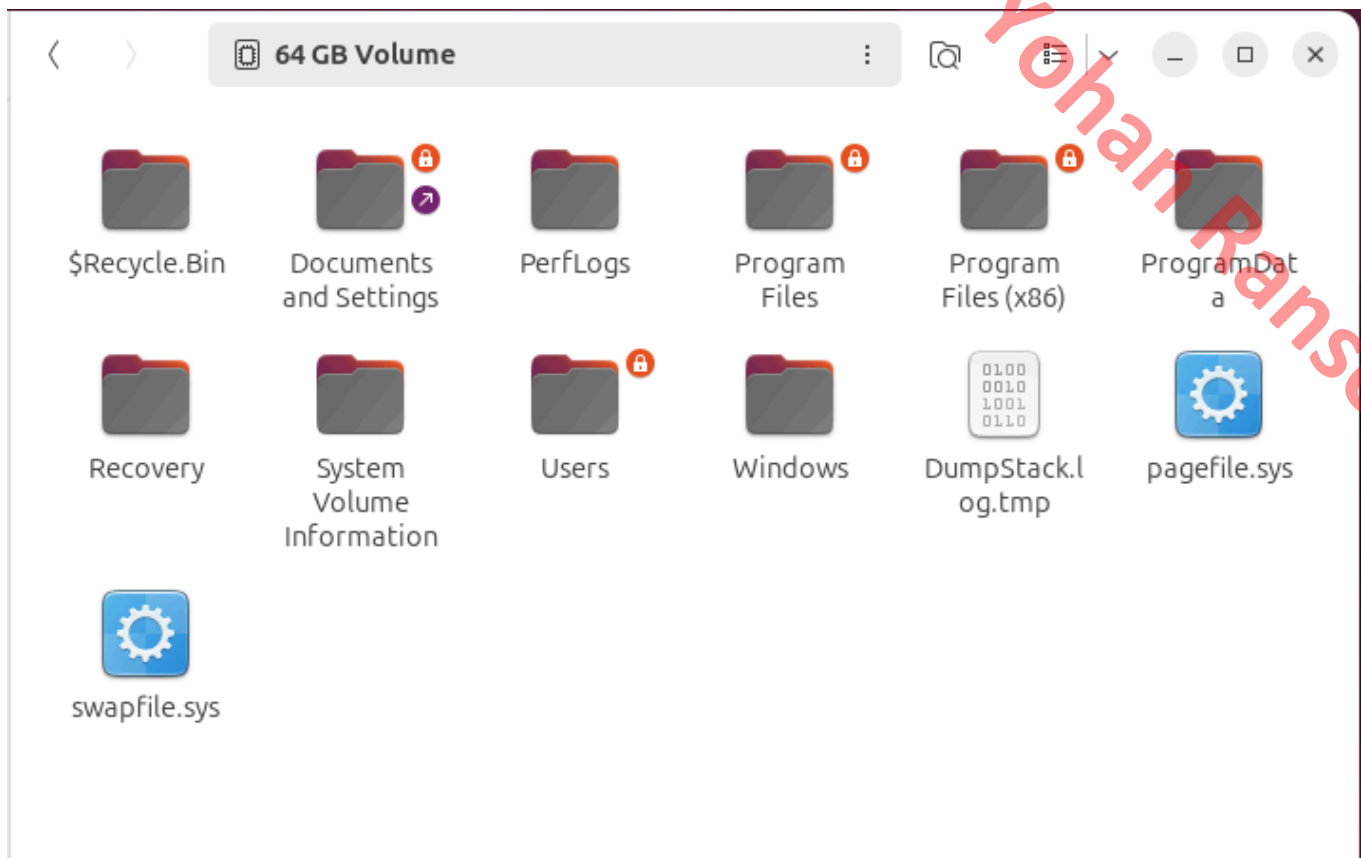 64 GB Volume
$Recycle.Bin
Documents
and Settings
PerfLogs
Program
Files
Program
Files (x86)
ProgramDat
a
Recovery
System
Volume
Information
Users
Windows
0100
0010
1001
0110
DumpStack.l
og.tmp
pagefile.sys
swapfile.sys
Yohan